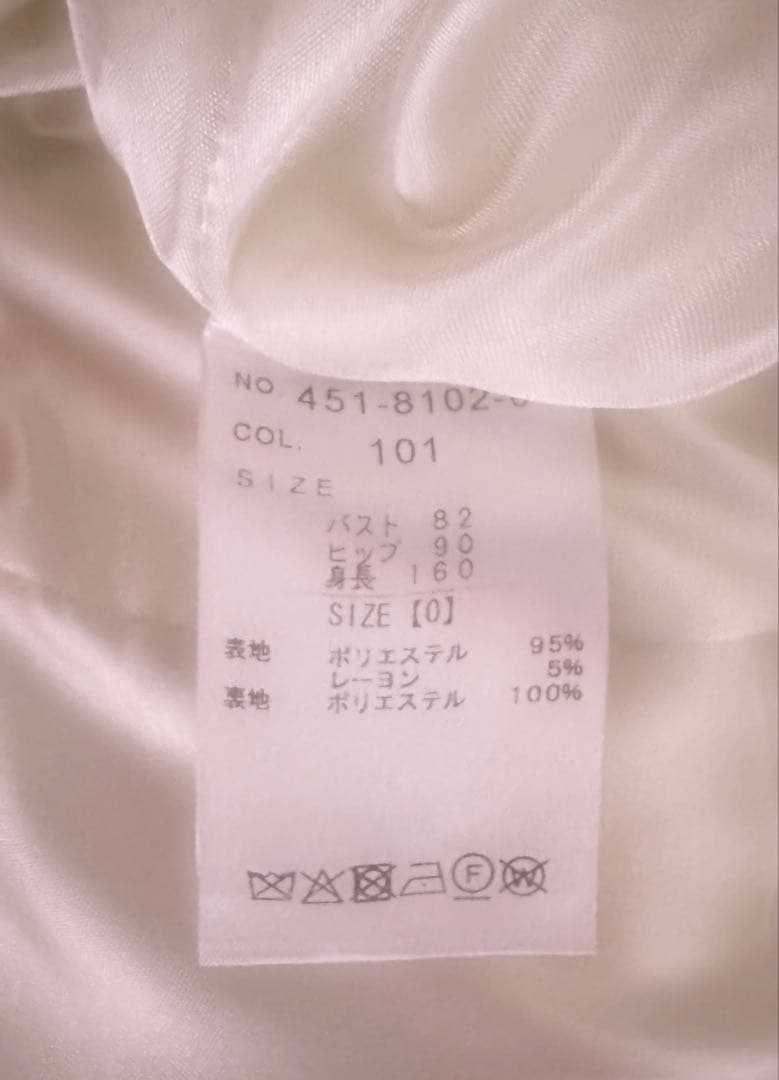 NO. 451-8102-
COL. 101
SIZE
バスト 82
ヒップ 90
身長 160
SIZE【0】
表地 ポリエステル 95%
レーヨン 5%
裏地 ポリエステル 100%
F W